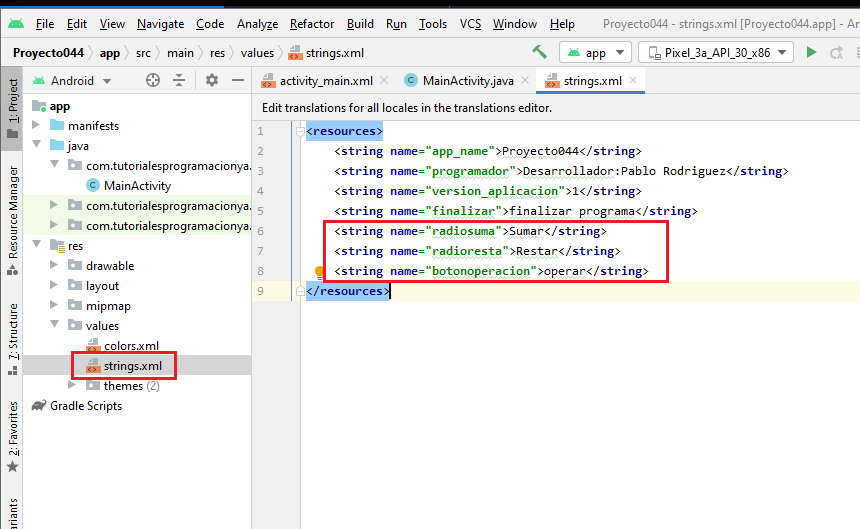 File Edit View Navigate Code Analyze Refactor Build Run Tools VCS Window Help Proyecto044 - strings.xml [Proyecto044.app] - An
Proyecto044 app src main res values strings.xml app Pixel_3a_API_30_x86
1: Project
Android
activity_main.xml MainActivity.java strings.xml
app
manifests
java
com.tutorialesprogramacionya.
MainActivity
com.tutorialesprogramacionya.
com.tutorialesprogramacionya.
res
drawable
layout
mipmap
values
colors.xml
strings.xml
themes (2)
Gradle Scripts
Resource Manager
7: Structure
2: Favorites
Edit translations for all locales in the translations editor.
1 <resources>
2 <string name="app_name">Proyecto044</string>
3 <string name="programador">Desarrollador:Pablo Rodriguez</string>
4 <string name="version_aplicacion">1</string>
5 <string name="finalizar">finalizar programa</string>
6 <string name="radiosuma">Sumar</string>
7 <string name="radioresta">Restar</string>
8 <string name="botonoperacion">operar</string>
9 </resources>